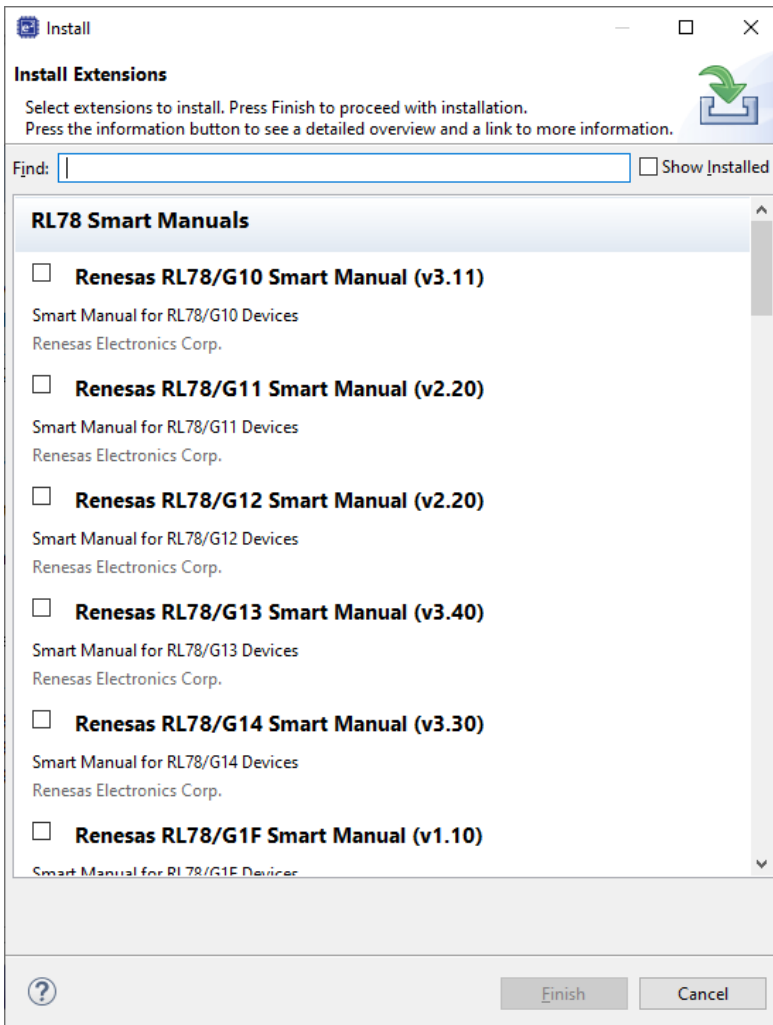 Install
Install Extensions
Select extensions to install. Press Finish to proceed with installation.
Press the information button to see a detailed overview and a link to more information.
Find:
Show Installed
RL78 Smart Manuals
Renesas RL78/G10 Smart Manual (v3.11)
Smart Manual for RL78/G10 Devices
Renesas Electronics Corp.
Renesas RL78/G11 Smart Manual (v2.20)
Smart Manual for RL78/G11 Devices
Renesas Electronics Corp.
Renesas RL78/G12 Smart Manual (v2.20)
Smart Manual for RL78/G12 Devices
Renesas Electronics Corp.
Renesas RL78/G13 Smart Manual (v3.40)
Smart Manual for RL78/G13 Devices
Renesas Electronics Corp.
Renesas RL78/G14 Smart Manual (v3.30)
Smart Manual for RL78/G14 Devices
Renesas Electronics Corp.
Renesas RL78/G1F Smart Manual (v1.10)
Smart Manual for RL78/G1F Devices
?
Finish
Cancel